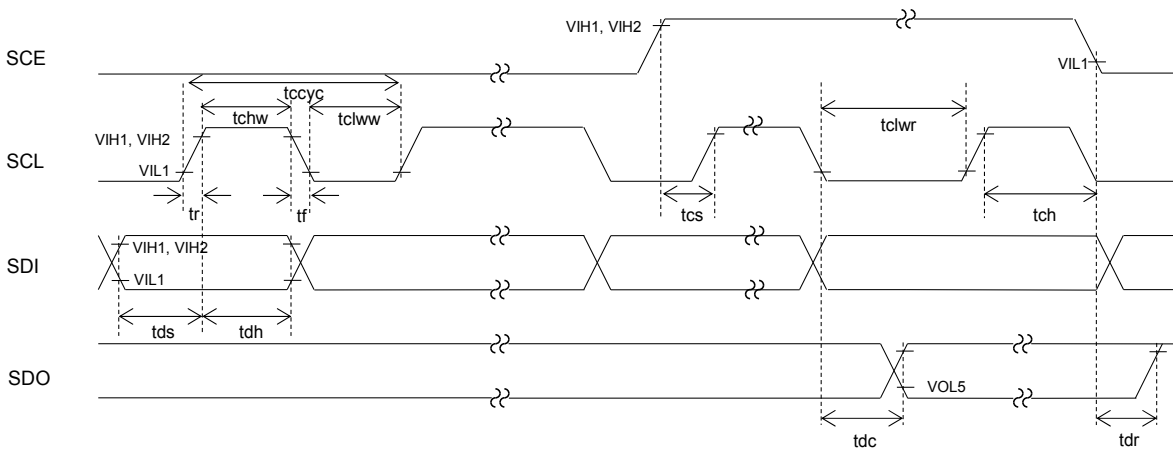 VIH1, VIH2
SCE
VIL1
tccyc
tchw
tclww
tclwr
VIH1, VIH2
SCL
VIL1
tr
tf
tcs
tch
VIH1, VIH2
SDI
VIL1
tds
tdh
SDO
VOL5
tdc
tdr